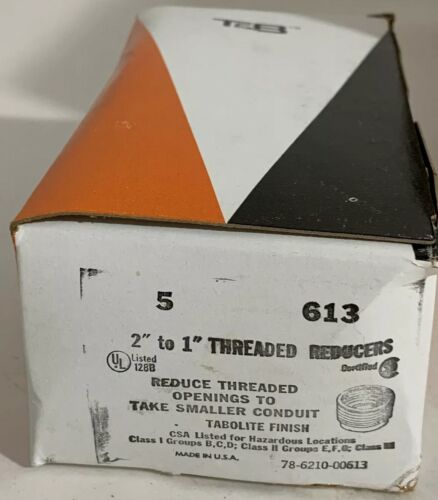 T&B
5 613
2" to 1" THREADED REDUCERS
UL Listed 128B
Certified
REDUCE THREADED
OPENINGS TO
TAKE SMALLER CONDUIT
TABOLITE FINISH
CSA Listed for Hazardous Locations
Class I Groups B,C,D; Class II Groups E,F,G; Class III
MADE IN U.S.A.
78-6210-00613